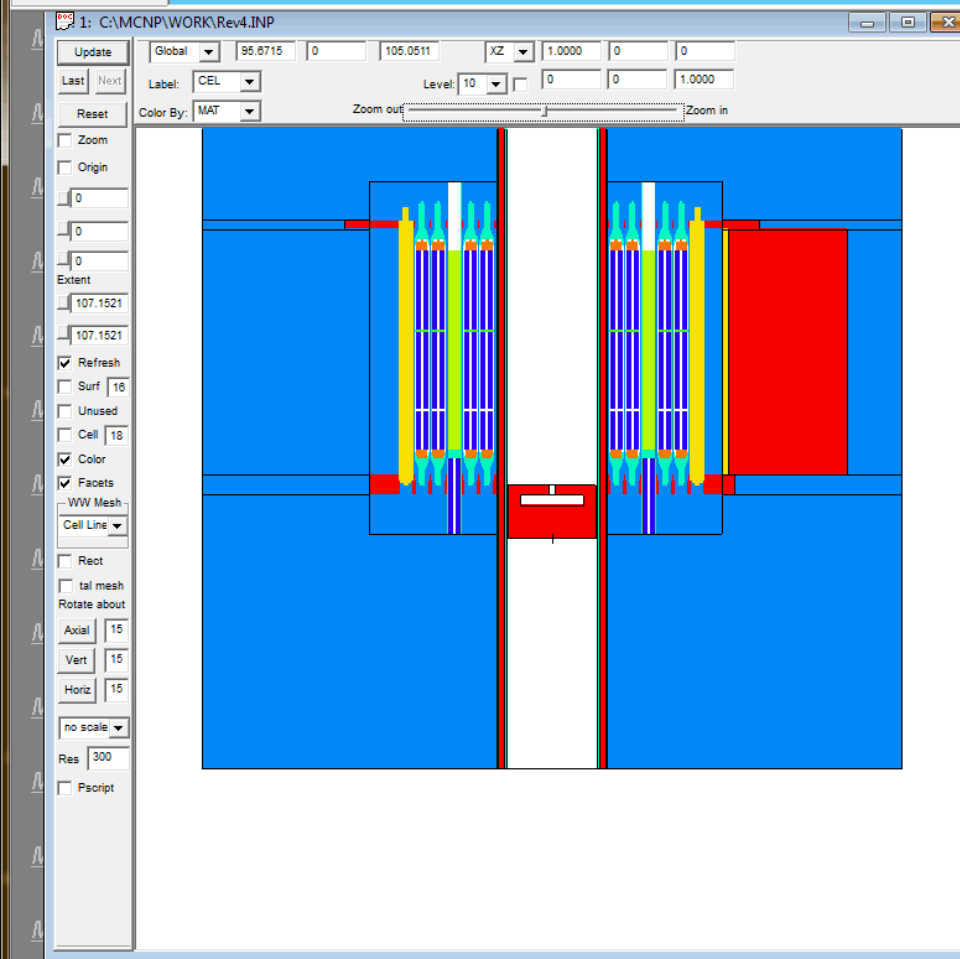 1: C:\MCNP\WORK\Rev4.INP
Update Global 95.6715 0 105.0511 XZ 1.0000 0 0
Last Next Label: CEL Level: 10 0 0 1.0000
Reset Color By: MAT Zoom out Zoom in
Zoom
Origin
0
0
0
Extent
107.1521
107.1521
Refresh
Surf 16
Unused
Cell 18
Color
Facets
WW Mesh
Cell Line
Rect
tal mesh
Rotate about
Axial 15
Vert 15
Horiz 15
no scale
Res 300
Pscript